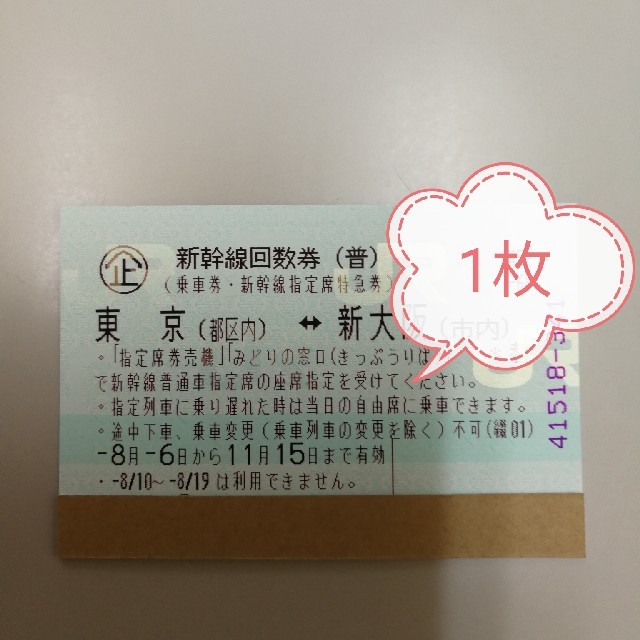 企 新幹線回数券（普）
（乗車券・新幹線指定席特急券）
1枚
東 京（都区内） ↔ 新大阪（市内）
・「指定席券売機」「みどりの窓口（きっぷうりば
で新幹線普通車指定席の座席指定を受けてください。
・指定列車に乗り遅れた時は当日の自由席に乗車できます。
・途中下車、乗車変更（乗車列車の変更を除く）不可（綴01）
-8月-6日から11月15日まで有効
・-8/10～-8/19は利用できません。
41518-